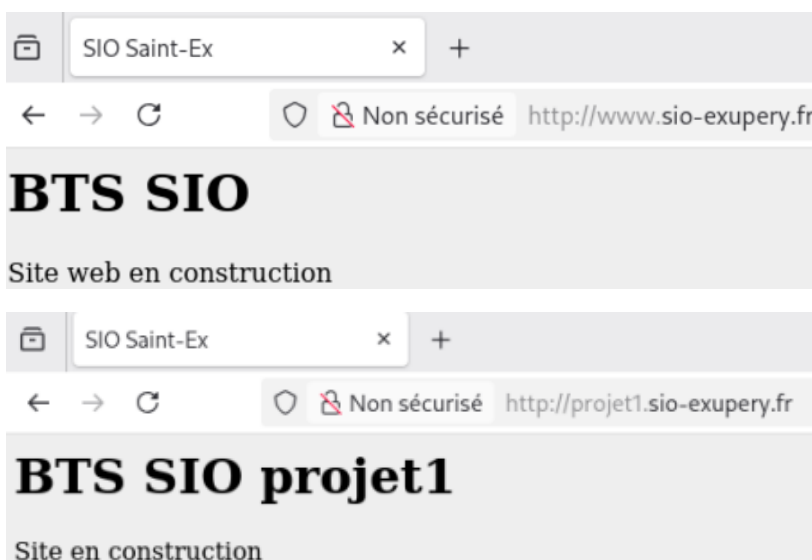 SIO Saint-Ex
Non sécurisé http://www.sio-exupery.fr
BTS SIO
Site web en construction
SIO Saint-Ex
Non sécurisé http://projet1.sio-exupery.fr
BTS SIO projet1
Site en construction